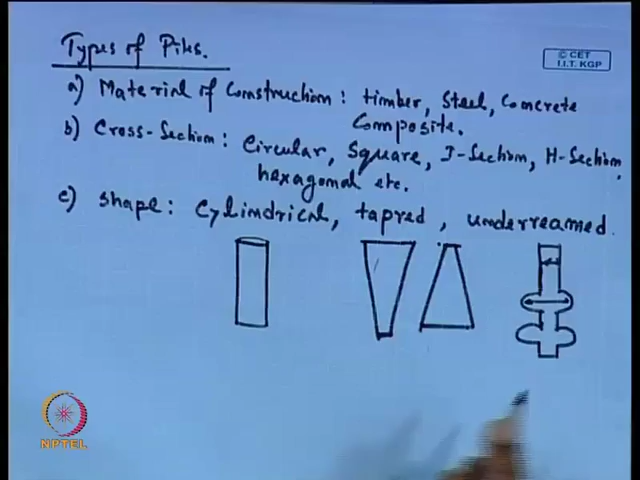 Types of Piles.
© CET
I.I.T. KGP
a) Material of Construction : timber, Steel, Concrete
Composite.
b) Cross-Section : Circular, Square, I-Section, H-Section,
hexagonal etc.
c) Shape : Cylindrical, tapred, underreamed.
NPTEL